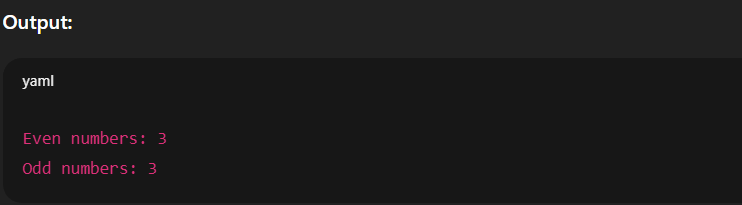 Output:
yaml
Even numbers: 3
Odd numbers: 3